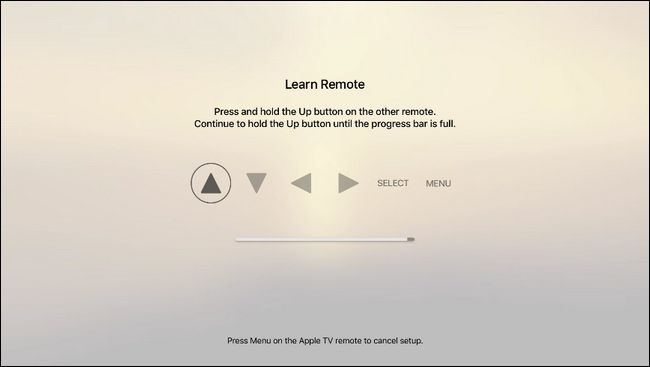 Learn Remote
Press and hold the Up button on the other remote.
Continue to hold the Up button until the progress bar is full.
SELECT MENU
Press Menu on the Apple TV remote to cancel setup.